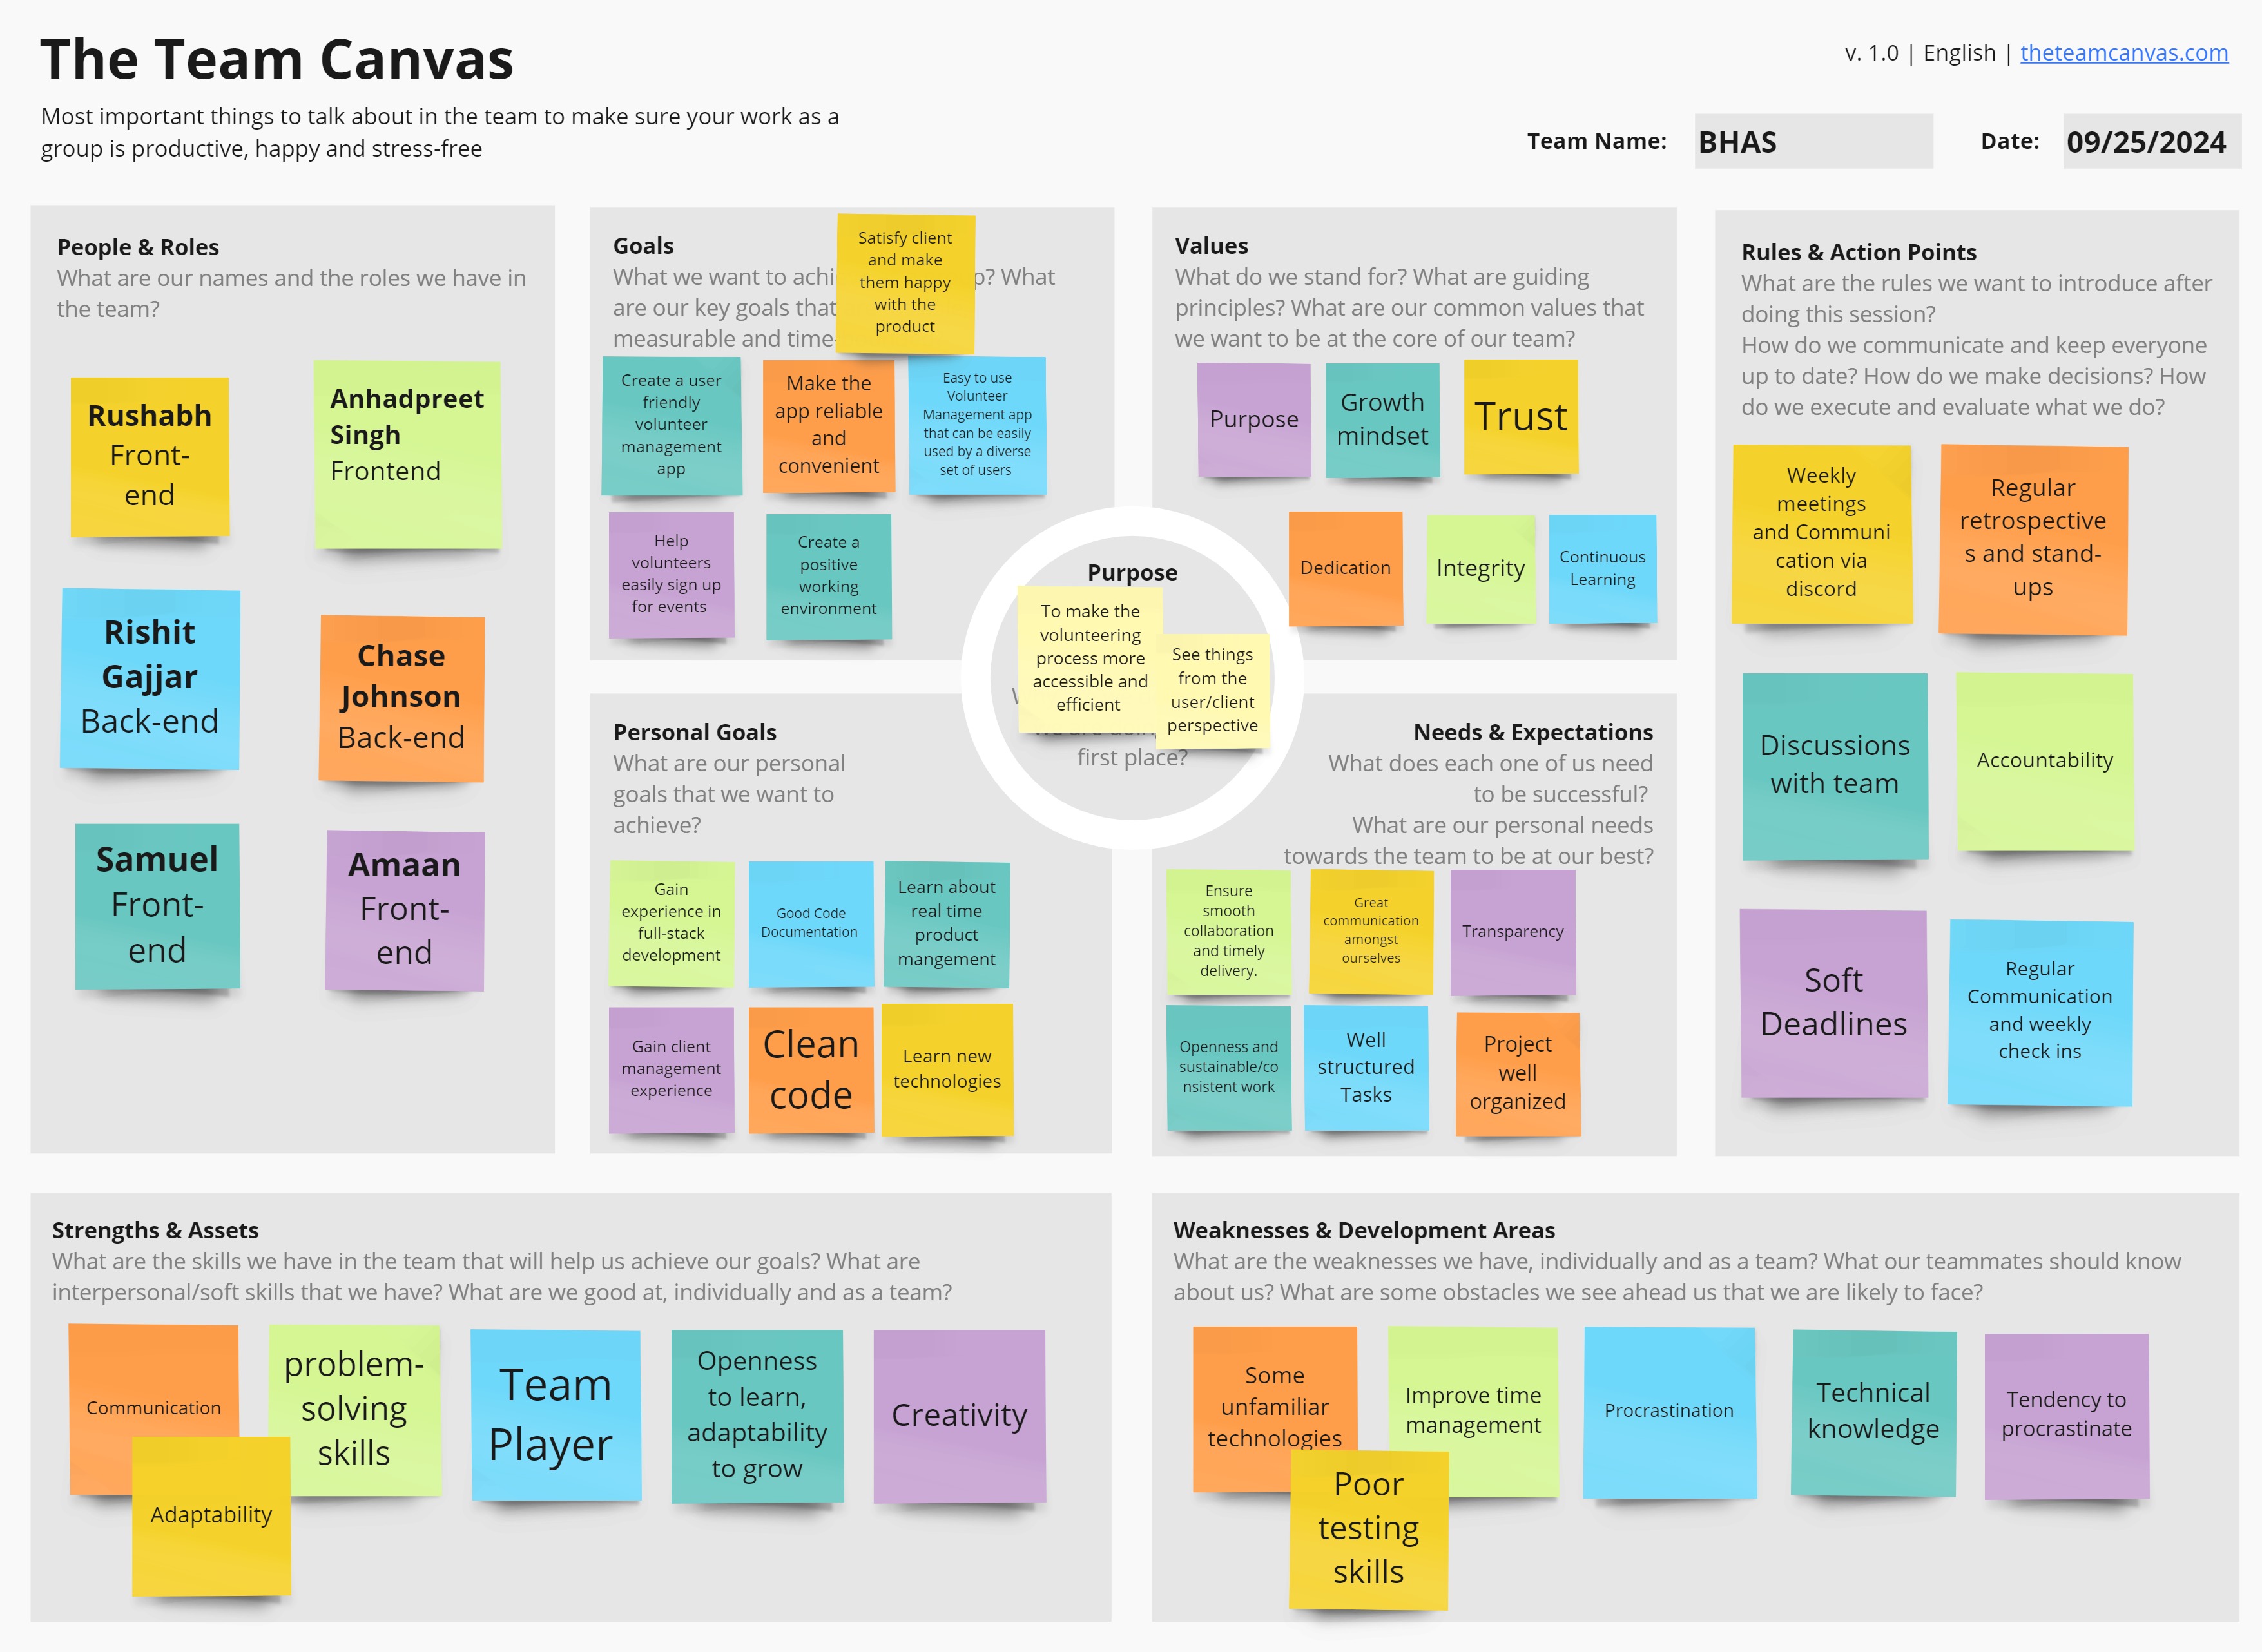 The Team Canvas
v. 1.0 | English | theteamcanvas.com
Most important things to talk about in the team to make sure your work as a
group is productive, happy and stress-free
Team Name:
BHAS
Date:
09/25/2024
People & Roles
What are our names and the roles we have in
the team?
Rushabh
Front-
end
Anhadpreet
Singh
Frontend
Rishit
Gajjar
Back-end
Chase
Johnson
Back-end
Samuel
Front-
end
Amaan
Front-
end
Goals
What we want to achi p? What
are our key goals that
measurable and time-
Satisfy client
and make
them happy
with the
product
Create a user
friendly
volunteer
management
app
Make the
app reliable
and
convenient
Easy to use
Volunteer
Management app
that can be easily
used by a diverse
set of users
Help
volunteers
easily sign up
for events
Create a
positive
working
environment
Values
What do we stand for? What are guiding
principles? What are our common values that
we want to be at the core of our team?
Purpose
Growth
mindset
Trust
Dedication
Integrity
Continuous
Learning
Purpose
To make the
volunteering
process more
accessible and
efficient
See things
from the
user/client
perspective
first place?
Personal Goals
What are our personal
goals that we want to
achieve?
Gain
experience in
full-stack
development
Good Code
Documentation
Learn about
real time
product
mangement
Gain client
management
experience
Clean
code
Learn new
technologies
Needs & Expectations
What does each one of us need
to be successful?
What are our personal needs
towards the team to be at our best?
Ensure
smooth
collaboration
and timely
delivery.
Great
communication
amongst
ourselves
Transparency
Openness and
sustainable/co
nsistent work
Well
structured
Tasks
Project
well
organized
Rules & Action Points
What are the rules we want to introduce after
doing this session?
How do we communicate and keep everyone
up to date? How do we make decisions? How
do we execute and evaluate what we do?
Weekly
meetings
and Communi
cation via
discord
Regular
retrospective
s and stand-
ups
Discussions
with team
Accountability
Soft
Deadlines
Regular
Communication
and weekly
check ins
Strengths & Assets
What are the skills we have in the team that will help us achieve our goals? What are
interpersonal/soft skills that we have? What are we good at, individually and as a team?
Communication
Adaptability
problem-
solving
skills
Team
Player
Openness
to learn,
adaptability
to grow
Creativity
Weaknesses & Development Areas
What are the weaknesses we have, individually and as a team? What our teammates should know
about us? What are some obstacles we see ahead us that we are likely to face?
Some
unfamiliar
technologies
Poor
testing
skills
Improve time
management
Procrastination
Technical
knowledge
Tendency to
procrastinate